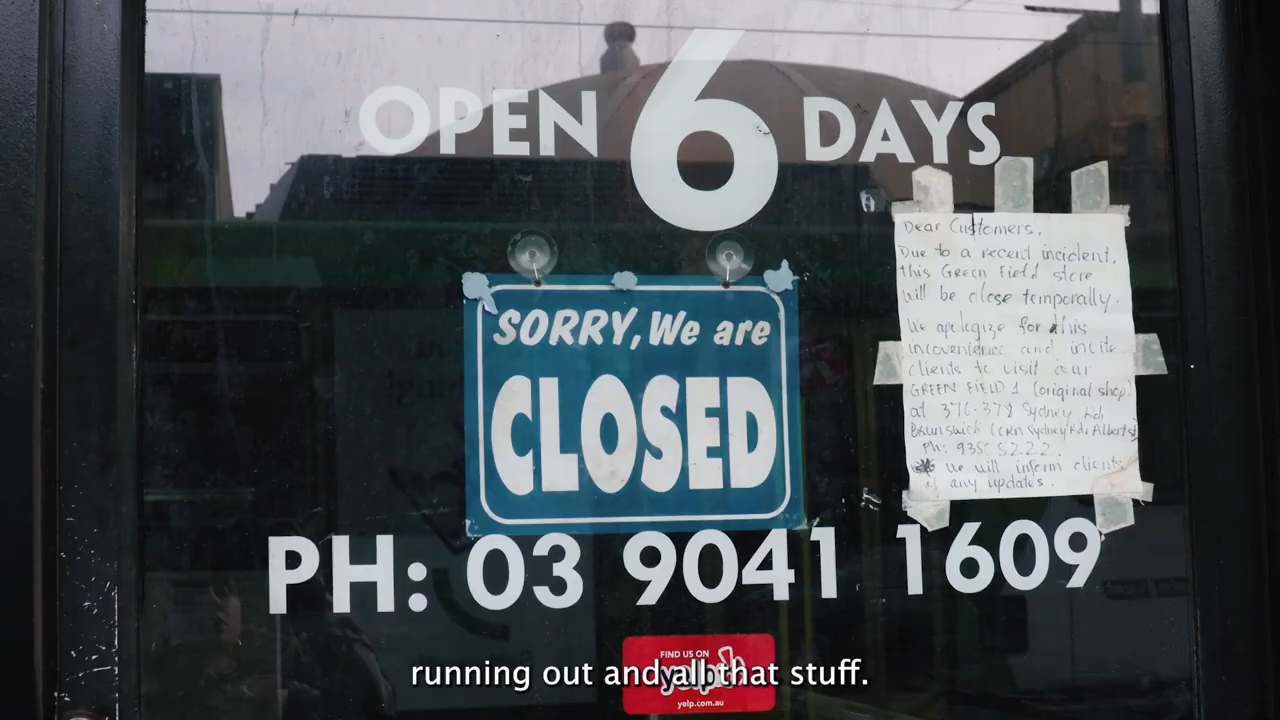 OPEN 6 DAYS
SORRY, We are
CLOSED
Dear Customers,
Due to a recent incident,
this Green Field store
will be close temporally.
We apologize for this
inconvenience and incite
clients to visit our
GREEN FIELD 1 (original shop)
at 376-378 Sydney Rd,
Brunswick (CRN Sydney Rd & Albert st)
Ph: 935 5222.
* we will inform clients
of any updates.
PH: 03 9041 1609
FIND US ON
yelp
yelp.com.au
running out and all that stuff.